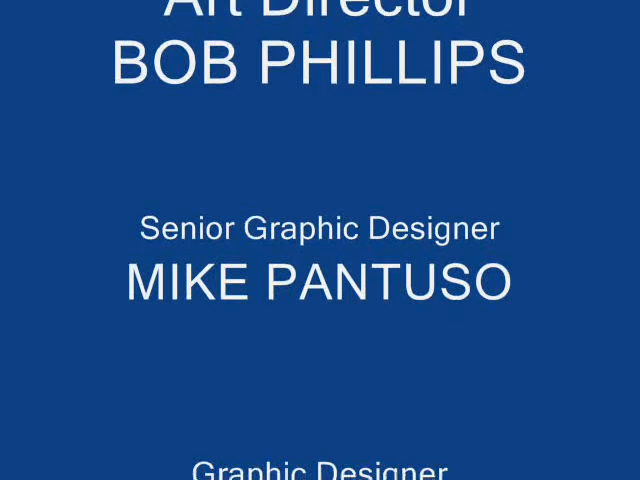 Art Director
BOB PHILLIPS
Senior Graphic Designer
MIKE PANTUSO
Graphic Designer